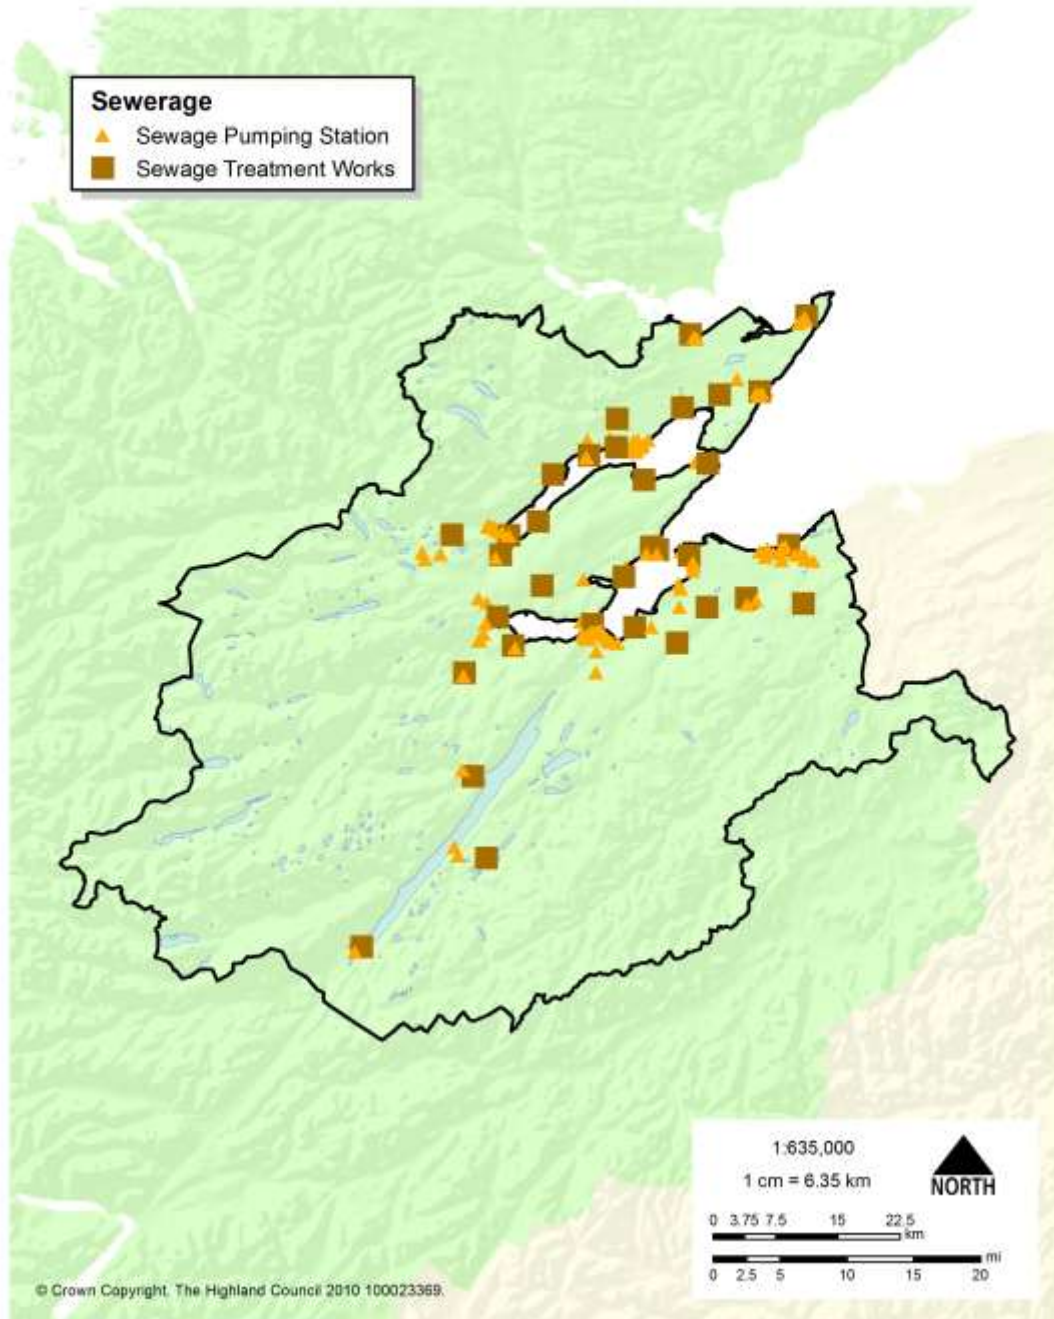 Sewerage
Sewage Pumping Station
Sewage Treatment Works
1:635,000
1 cm = 6.35 km
NORTH
0 3.75 7.5 15 22.5
km
mi
0 2.5 5 10 15 20
© Crown Copyright. The Highland Council 2010 100023369.